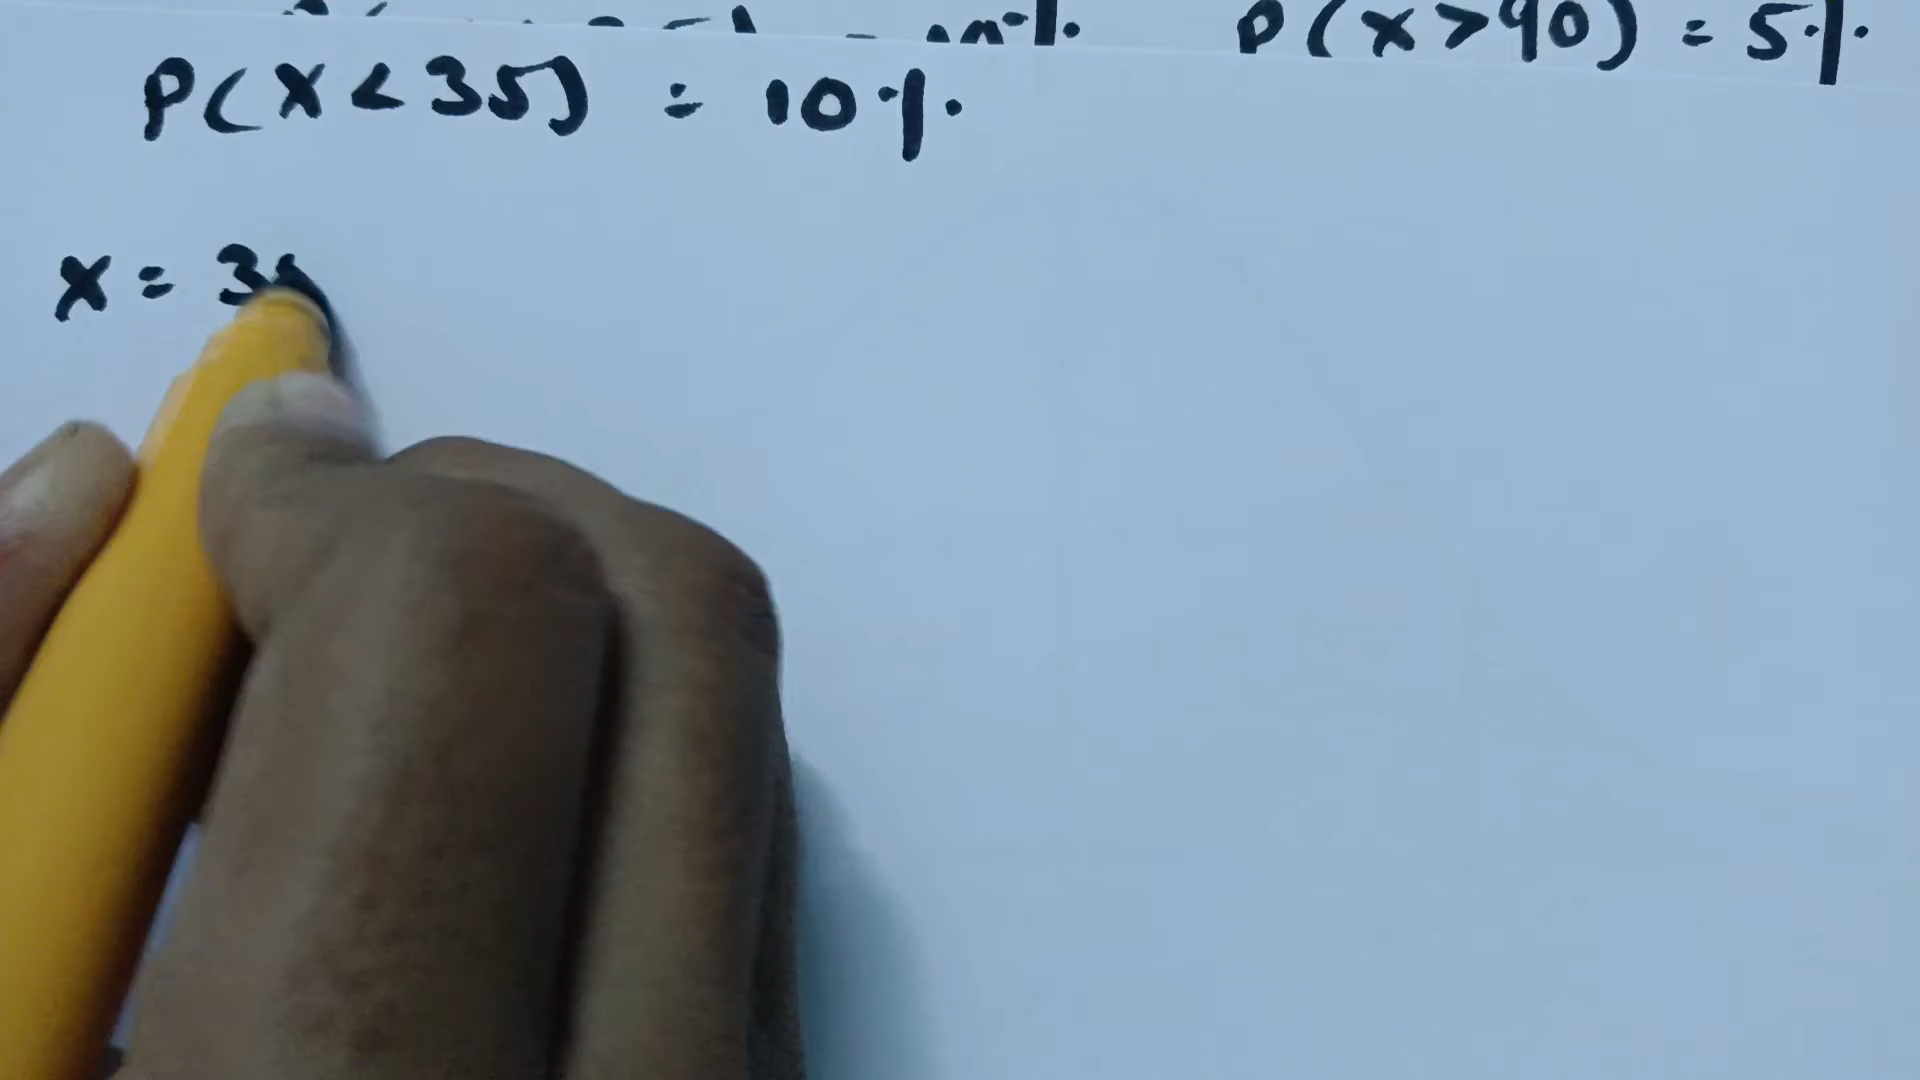 P(X>90) = 5%
P(X<35) = 10%
X = 3